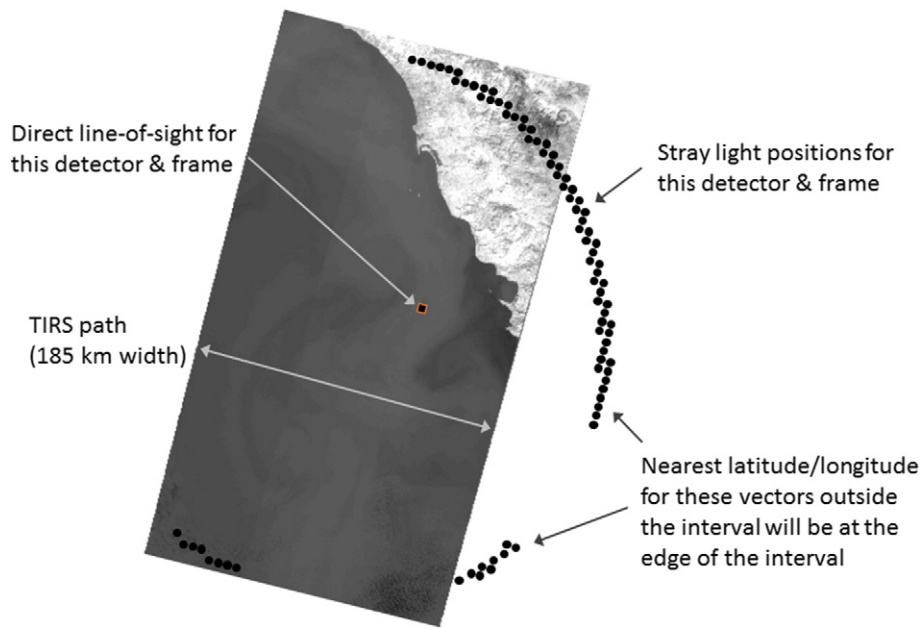 Direct line-of-sight for
this detector & frame
Stray light positions for
this detector & frame
TIRS path
(185 km width)
Nearest latitude/longitude
for these vectors outside
the interval will be at the
edge of the interval